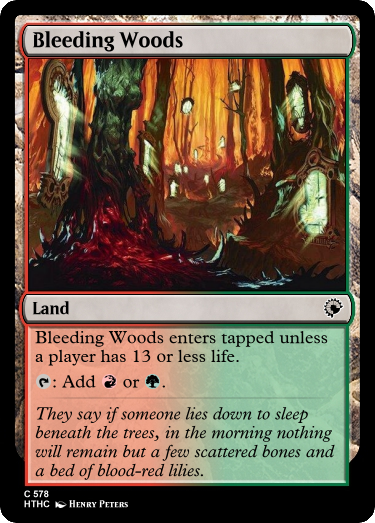 Bleeding Woods
Land
Bleeding Woods enters tapped unless
a player has 13 or less life.
: Add or .
They say if someone lies down to sleep
beneath the trees, in the morning nothing
will remain but a few scattered bones and
a bed of blood-red lilies.
C 578
HTHC Henry Peters